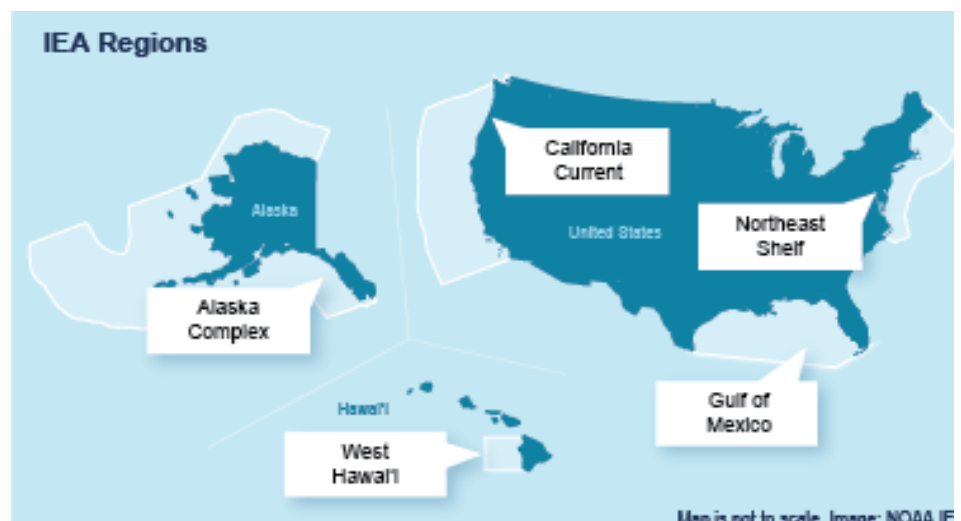 IEA Regions
California
Current
Alaska
United States
Northeast
Shelf
Alaska
Complex
Hawai'i
Gulf of
Mexico
West
Hawai'i
Map is not to scale. Image: NOAA IE